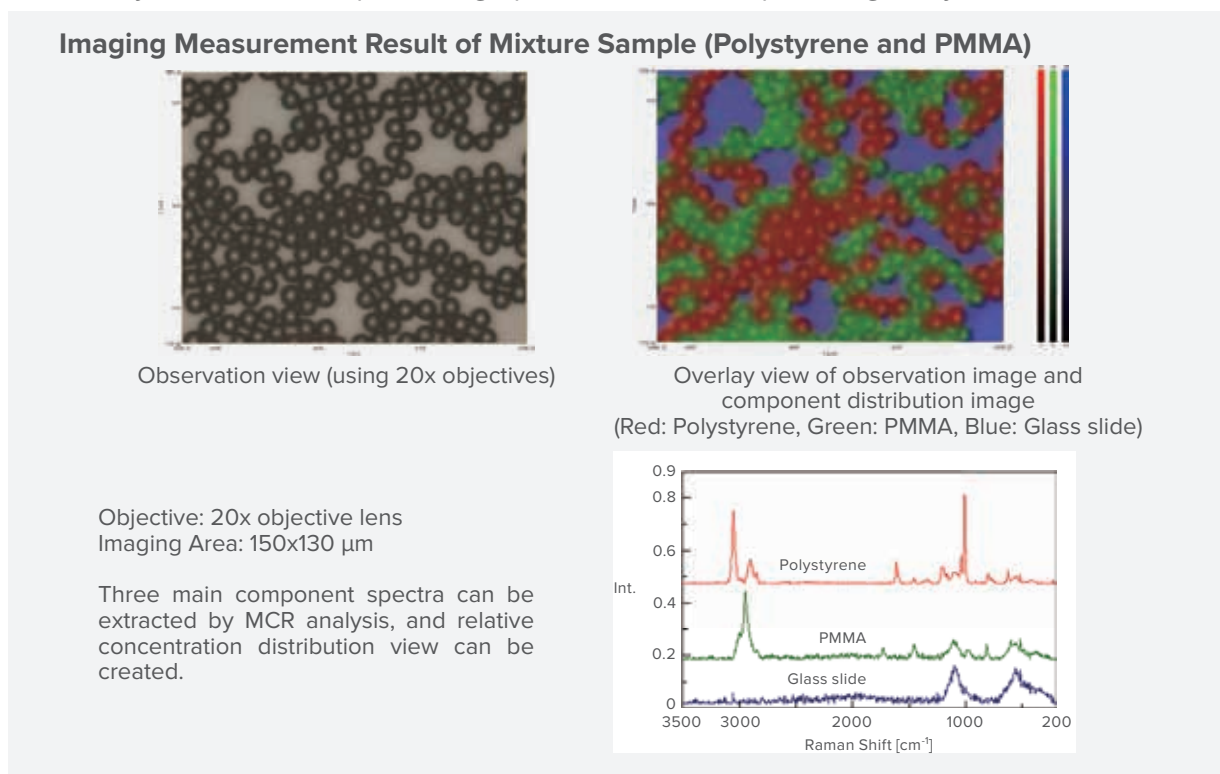 Imaging Measurement Result of Mixture Sample (Polystyrene and PMMA)
Observation view (using 20x objectives)
Overlay view of observation image and
component distribution image
(Red: Polystyrene, Green: PMMA, Blue: Glass slide)
Objective: 20x objective lens
Imaging Area: 150x130 µm
Three main component spectra can be
extracted by MCR analysis, and relative
concentration distribution view can be
created.
0.9
0.8
0.6
Polystyrene
Int.
0.4
PMMA
0.2
Glass slide
0
3500 3000 2000 1000 200
Raman Shift [cm-1]